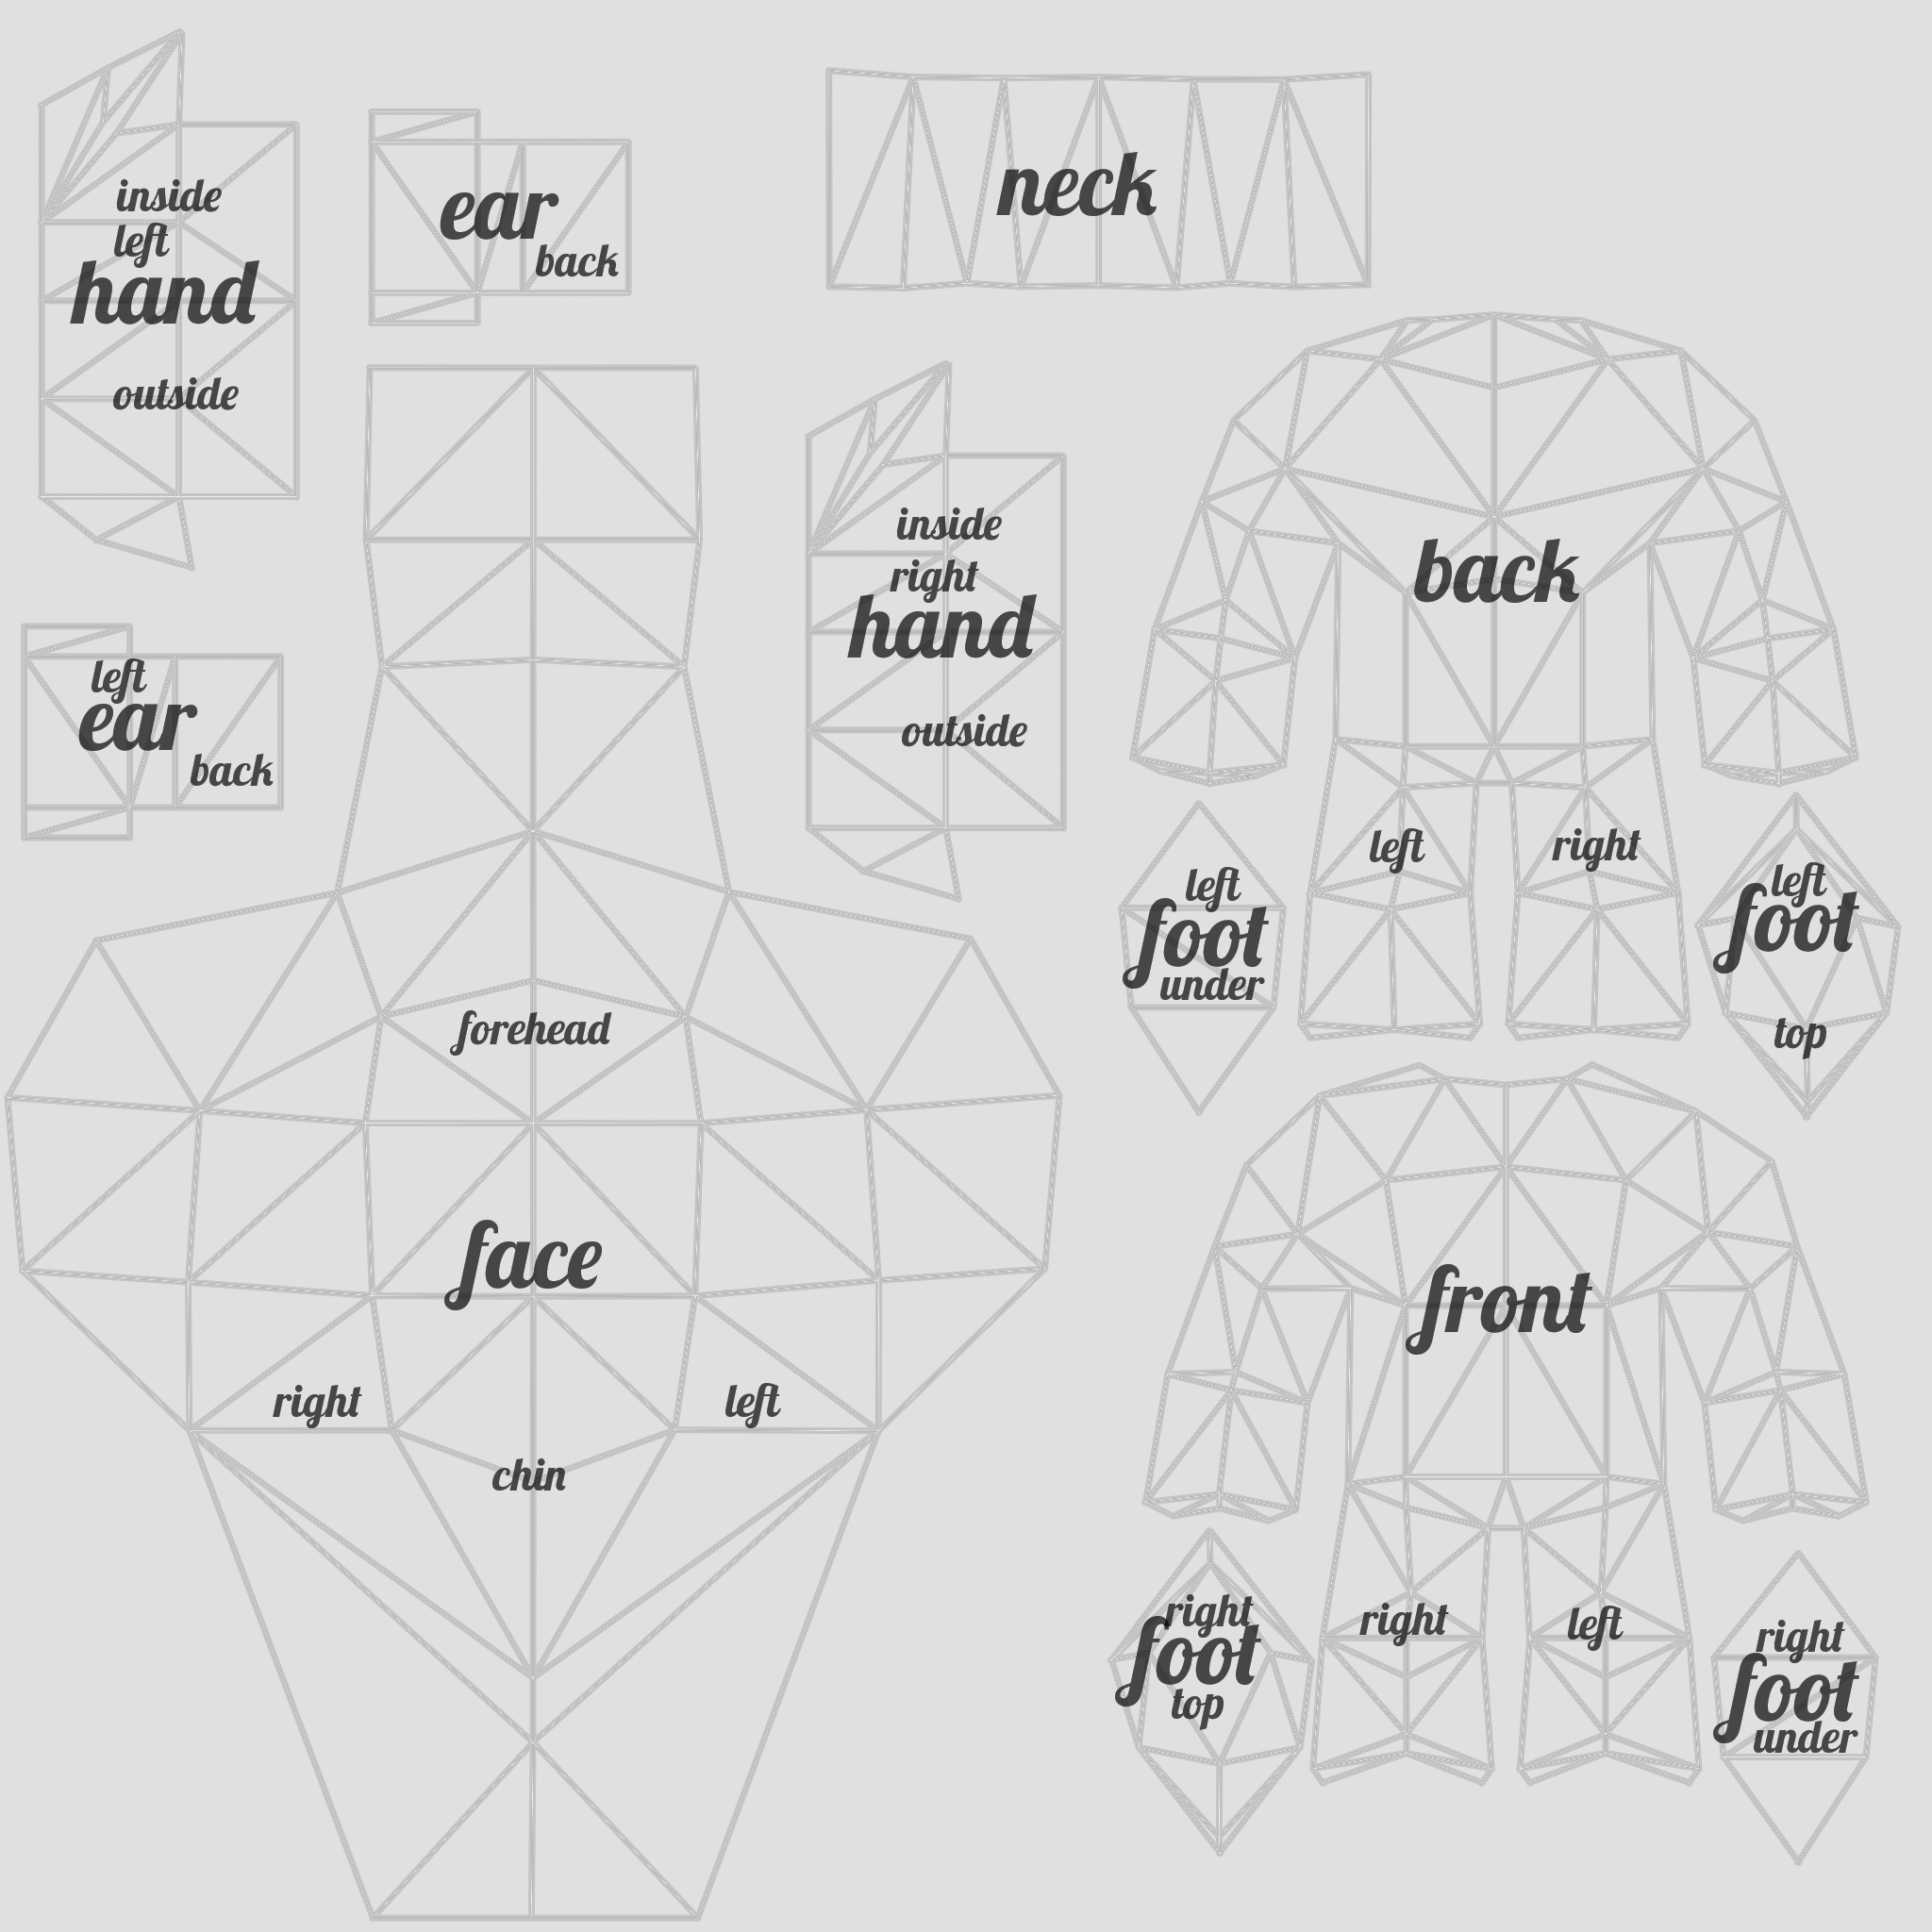 inside
left
hand
outside
ear
back
neck
left
ear
back
inside
right
hand
outside
back
left
right
left
foot
under
left
foot
top
forehead
face
right
left
chin
front
right
left
right
foot
top
right
foot
under